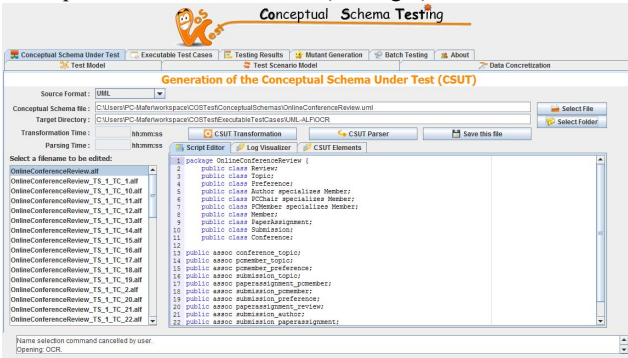 Conceptual Schema Testing
CosTest
Conceptual Schema Under Test Executable Test Cases Testing Results Mutant Generation Batch Testing About
Test Model Test Scenario Model Data Concretization
Generation of the Conceptual Schema Under Test (CSUT)
Source Format : UML
Conceptual Schema file : C:\Users\PC-Mafer\workspace\COSTest\ConceptualSchemas\OnlineConferenceReview.uml Select File
Target Directory : C:\Users\PC-Mafer\workspace\COSTest\ExecutableTestCases\UML-ALF\OCR Select Folder
Transformation Time : hh:mm:ss CSUT Transformation CSUT Parser Save this file
Parsing Time : hh:mm:ss Script Editor Log Visualizer CSUT Elements
Select a filename to be edited:
OnlineConferenceReview.alf
OnlineConferenceReview_TS_1_TC_1.alf
OnlineConferenceReview_TS_1_TC_10.alf
OnlineConferenceReview_TS_1_TC_11.alf
OnlineConferenceReview_TS_1_TC_12.alf
OnlineConferenceReview_TS_1_TC_13.alf
OnlineConferenceReview_TS_1_TC_14.alf
OnlineConferenceReview_TS_1_TC_15.alf
OnlineConferenceReview_TS_1_TC_16.alf
OnlineConferenceReview_TS_1_TC_17.alf
OnlineConferenceReview_TS_1_TC_18.alf
OnlineConferenceReview_TS_1_TC_19.alf
OnlineConferenceReview_TS_1_TC_2.alf
OnlineConferenceReview_TS_1_TC_20.alf
OnlineConferenceReview_TS_1_TC_21.alf
OnlineConferenceReview_TS_1_TC_22.alf
1 package OnlineConferenceReview {
2 public class Review;
3 public class Topic;
4 public class Preference;
5 public class Author specializes Member;
6 public class PCChair specializes Member;
7 public class PCMember specializes Member;
8 public class Member;
9 public class PaperAssignment;
10 public class Submission;
11 public class Conference;
12
13 public assoc conference_topic;
14 public assoc pcmember_topic;
15 public assoc pcmember_preference;
16 public assoc submission_topic;
17 public assoc paperassignment_pcmember;
18 public assoc submission_pcmember;
19 public assoc submission_preference;
20 public assoc paperassignment_review;
21 public assoc submission_author;
22 public assoc submission_paperassignment;
Name selection command cancelled by user.
Opening: OCR.